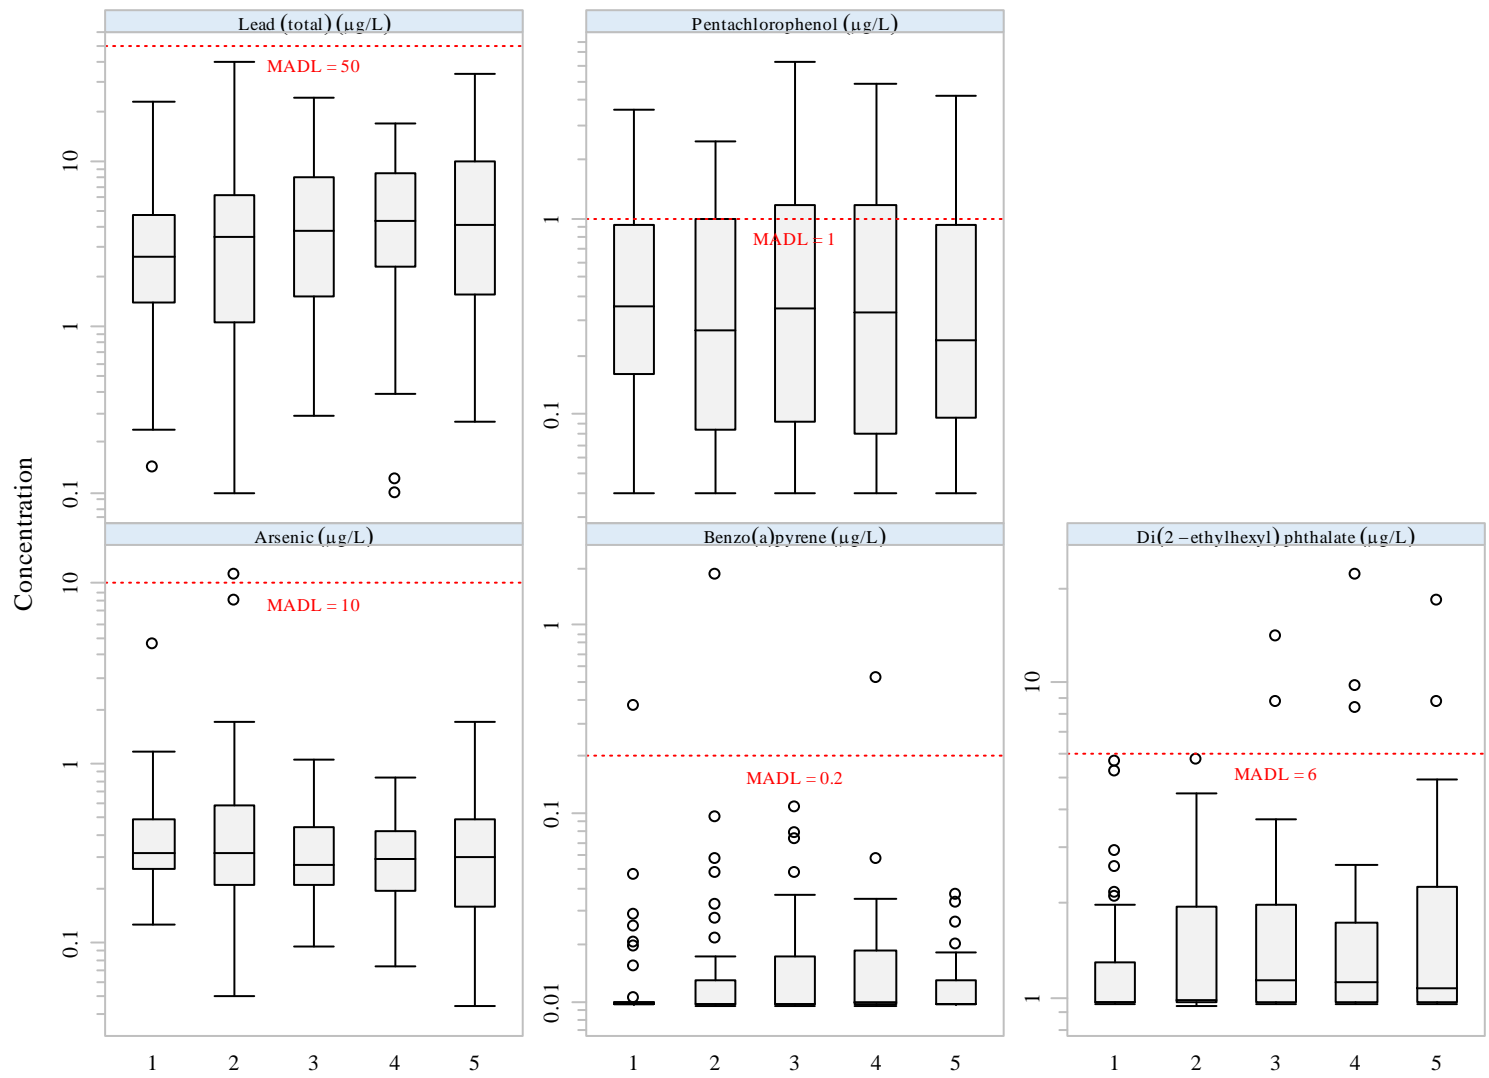 Lead (total) (µg/L)
MADL = 50
10
1
0.1
Pentachlorophenol (µg/L)
MADL = 1
1
0.1
Concentration
Arsenic (µg/L)
MADL = 10
10
1
0.1
1 2 3 4 5
Benzo(a)pyrene (µg/L)
MADL = 0.2
1
0.1
0.01
1 2 3 4 5
Di(2−ethylhexyl) phthalate (µg/L)
MADL = 6
10
1
1 2 3 4 5